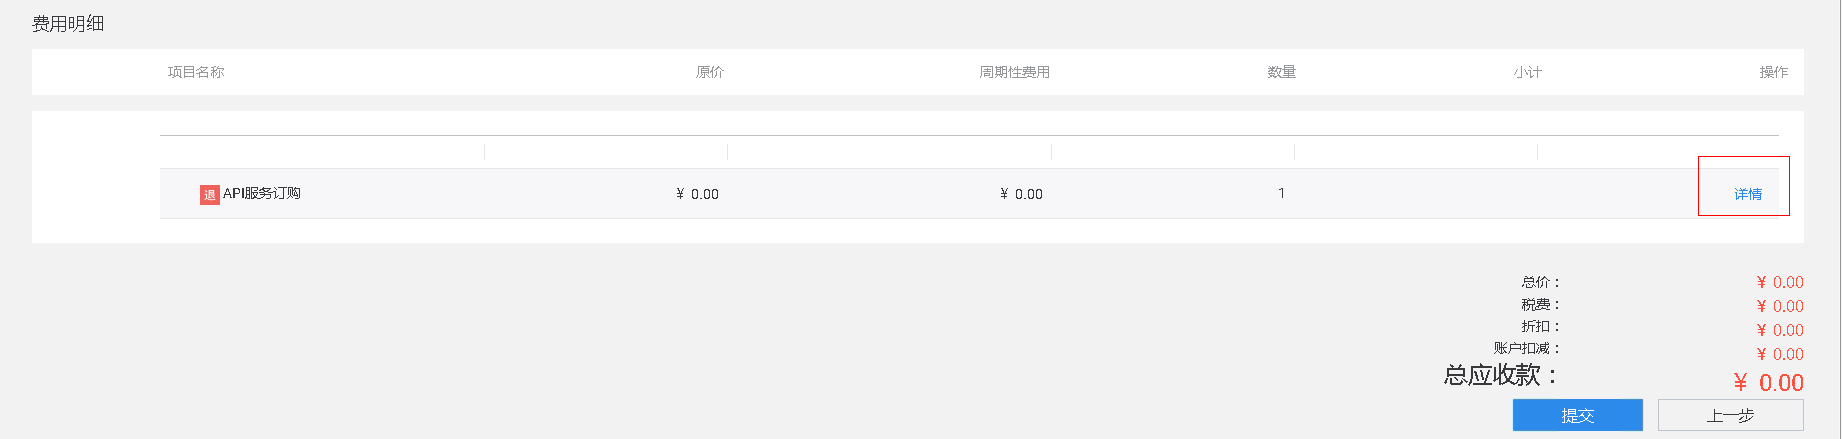 费用明细
项目名称 原价 周期性费用 数量 小计 操作
退 API服务订购 ¥ 0.00 ¥ 0.00 1 详情
总价： ¥ 0.00
税费： ¥ 0.00
折扣： ¥ 0.00
账户扣减： ¥ 0.00
总应收款： ¥ 0.00
提交 上一步